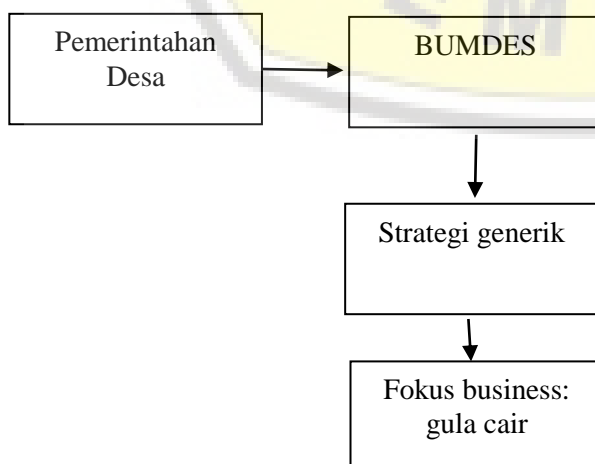 Pemerintahan
Desa
BUMDES
Strategi generik
Fokus business:
gula cair